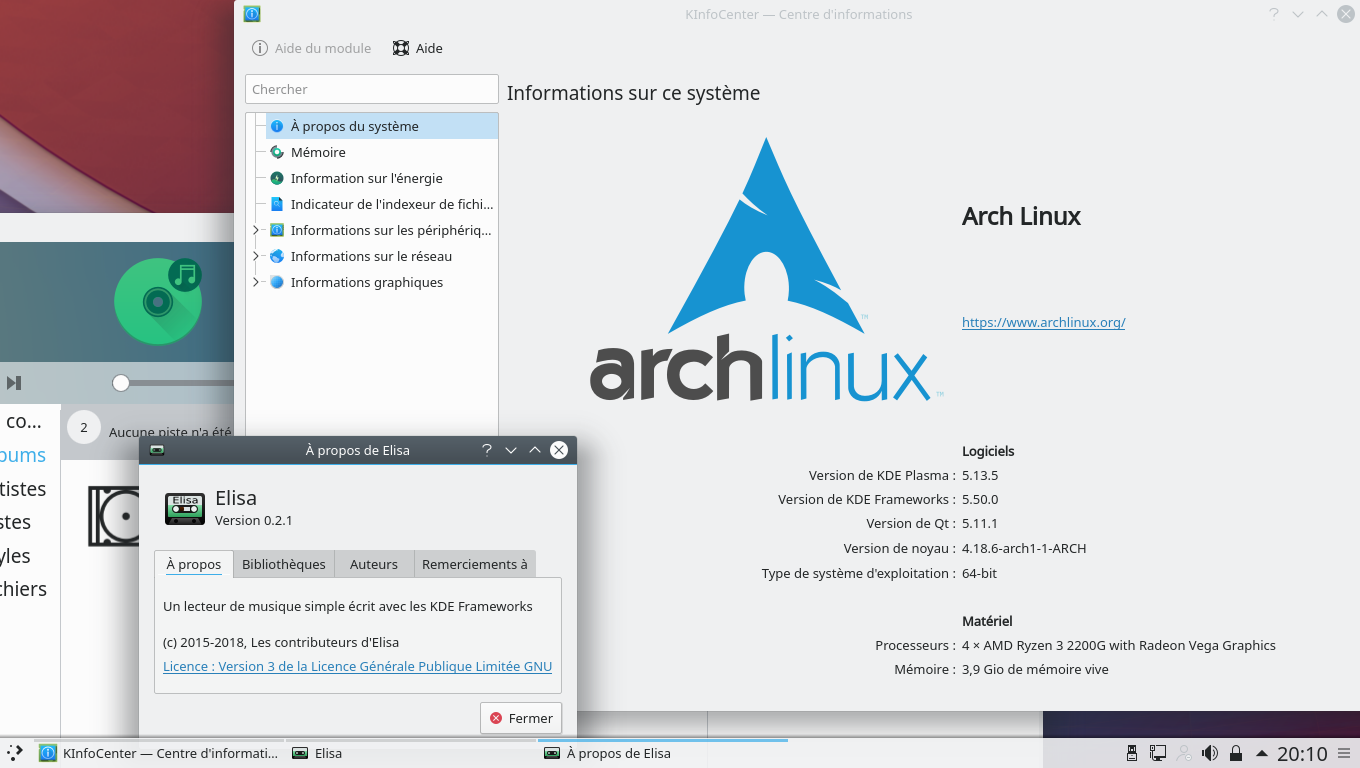 KInfoCenter — Centre d'informations
Aide du module
Aide
Chercher
À propos du système
Mémoire
Information sur l'énergie
Indicateur de l'indexeur de fichi...
Informations sur les périphériq...
Informations sur le réseau
Informations graphiques
Informations sur ce système
archlinux
TM
TM
Arch Linux
https://www.archlinux.org/
Logiciels
Version de KDE Plasma : 5.13.5
Version de KDE Frameworks : 5.50.0
Version de Qt : 5.11.1
Version de noyau : 4.18.6-arch1-1-ARCH
Type de système d'exploitation : 64-bit
Matériel
Processeurs : 4 × AMD Ryzen 3 2200G with Radeon Vega Graphics
Mémoire : 3,9 Gio de mémoire vive
co...
bums
tistes
stes
yles
chiers
2
Aucune piste n'a été
À propos de Elisa
Elisa
Elisa
Version 0.2.1
À propos
Bibliothèques
Auteurs
Remerciements à
Un lecteur de musique simple écrit avec les KDE Frameworks
(c) 2015-2018, Les contributeurs d'Elisa
Licence : Version 3 de la Licence Générale Publique Limitée GNU
Fermer
KInfoCenter — Centre d'informati...
Elisa
À propos de Elisa
20:10